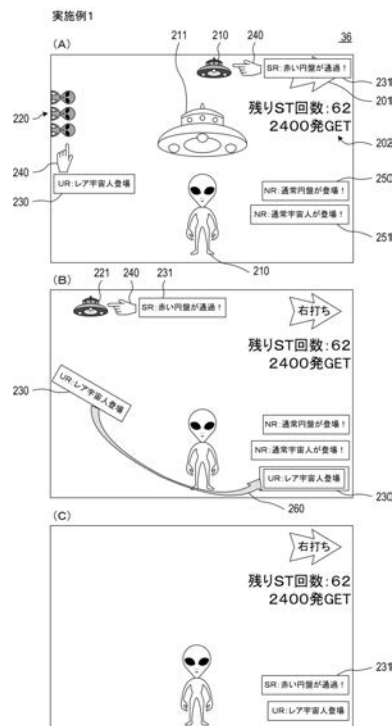 実施例1
(A)
36
211
210
240
SR:赤い円盤が通過!
231
201
残りST回数:62
2400発GET
202
220
240
230
UR:レア宇宙人登場
250
NR:通常円盤が登場!
NR:通常宇宙人が登場!
251
210
(B)
221
240
231
SR:赤い円盤が通過!
右打ち
残りST回数:62
2400発GET
230
UR:レア宇宙人登場
NR:通常円盤が登場!
NR:通常宇宙人が登場!
UR:レア宇宙人登場
230
260
(C)
右打ち
残りST回数:62
2400発GET
231
SR:赤い円盤が通過!
UR:レア宇宙人登場